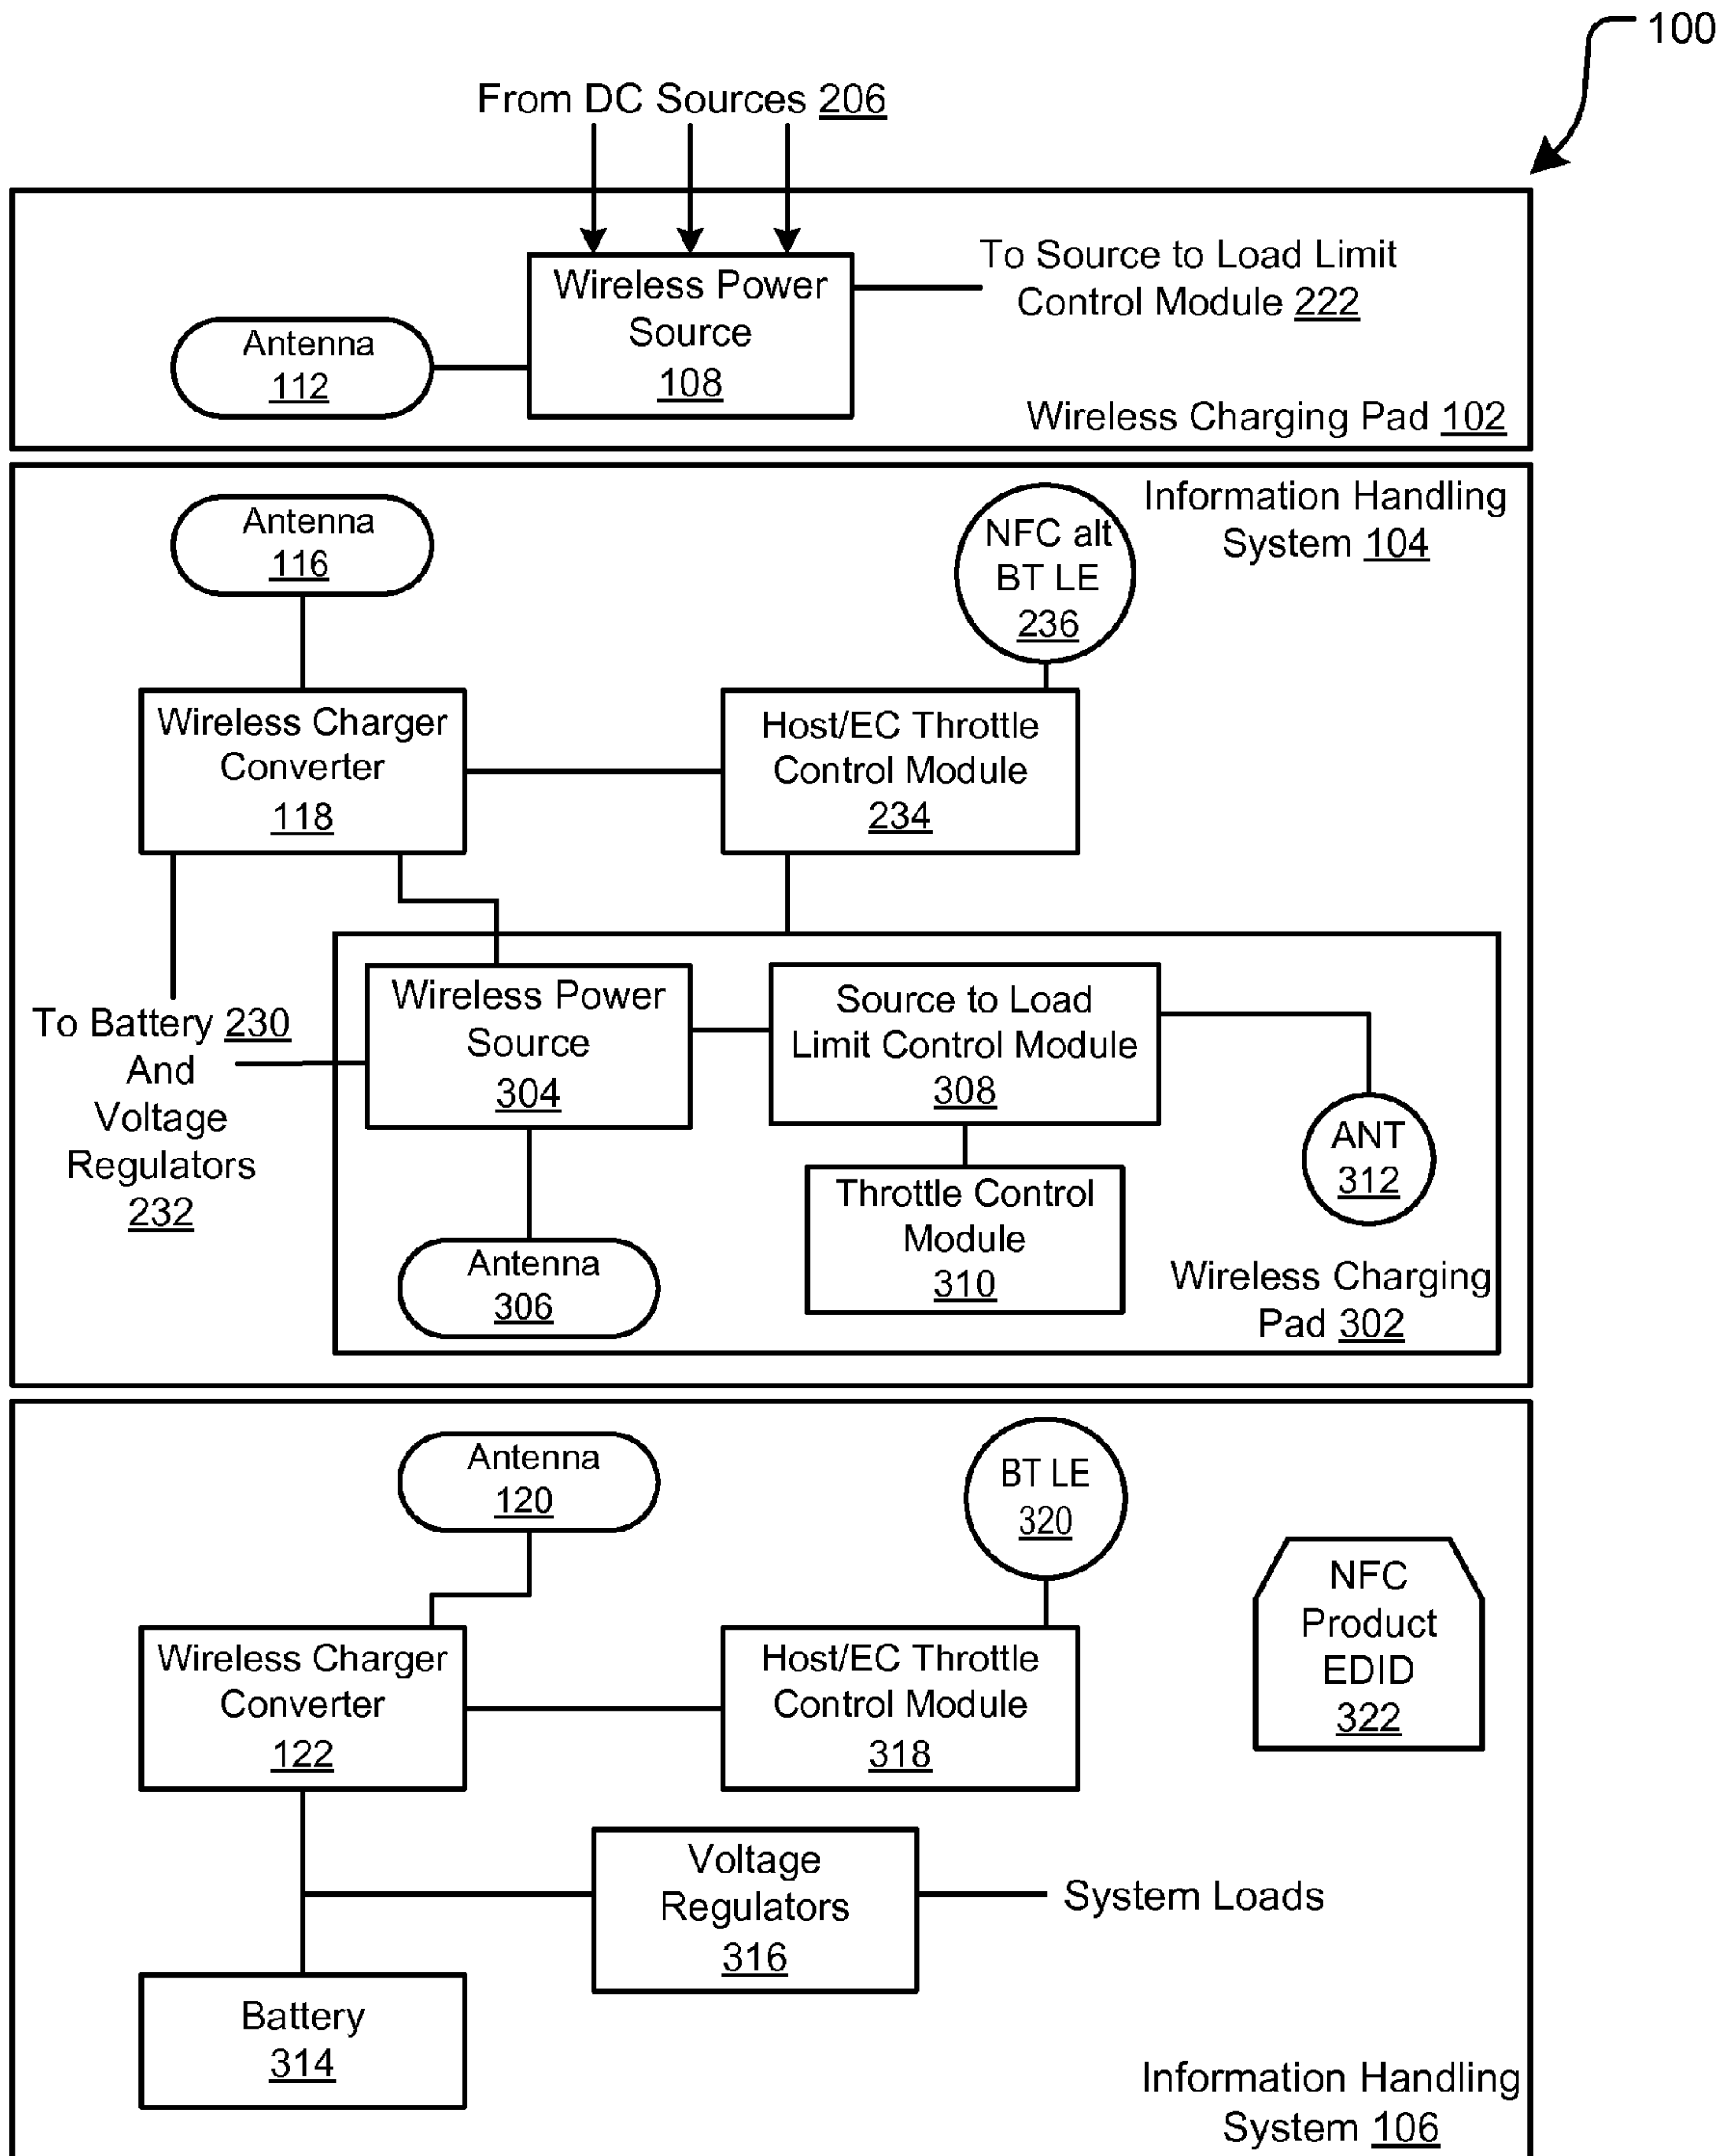 100
From DC Sources 206
Wireless Power
Source
108
To Source to Load Limit
Control Module 222
Antenna
112
Wireless Charging Pad 102
Information Handling
System 104
Antenna
116
NFC alt
BT LE
236
Wireless Charger
Converter
118
Host/EC Throttle
Control Module
234
To Battery 230
And
Voltage
Regulators
232
Wireless Power
Source
304
Source to Load
Limit Control Module
308
ANT
312
Throttle Control
Module
310
Antenna
306
Wireless Charging
Pad 302
Antenna
120
BT LE
320
NFC
Product
EDID
322
Wireless Charger
Converter
122
Host/EC Throttle
Control Module
318
Voltage
Regulators
316
System Loads
Battery
314
Information Handling
System 106